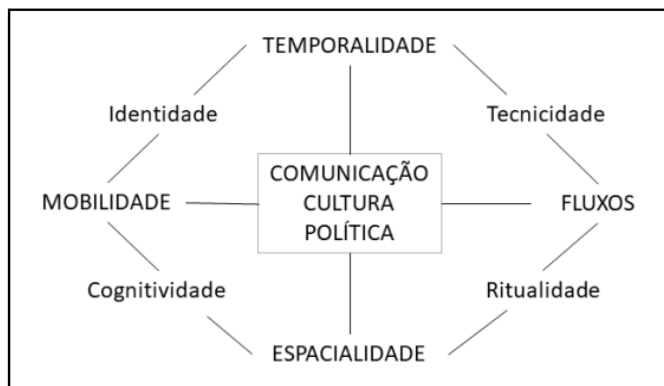 TEMPORALIDADE
Identidade
Tecnicidade
COMUNICAÇÃO
CULTURA
POLÍTICA
MOBILIDADE
FLUXOS
Cognitividade
Ritualidade
ESPACIALIDADE